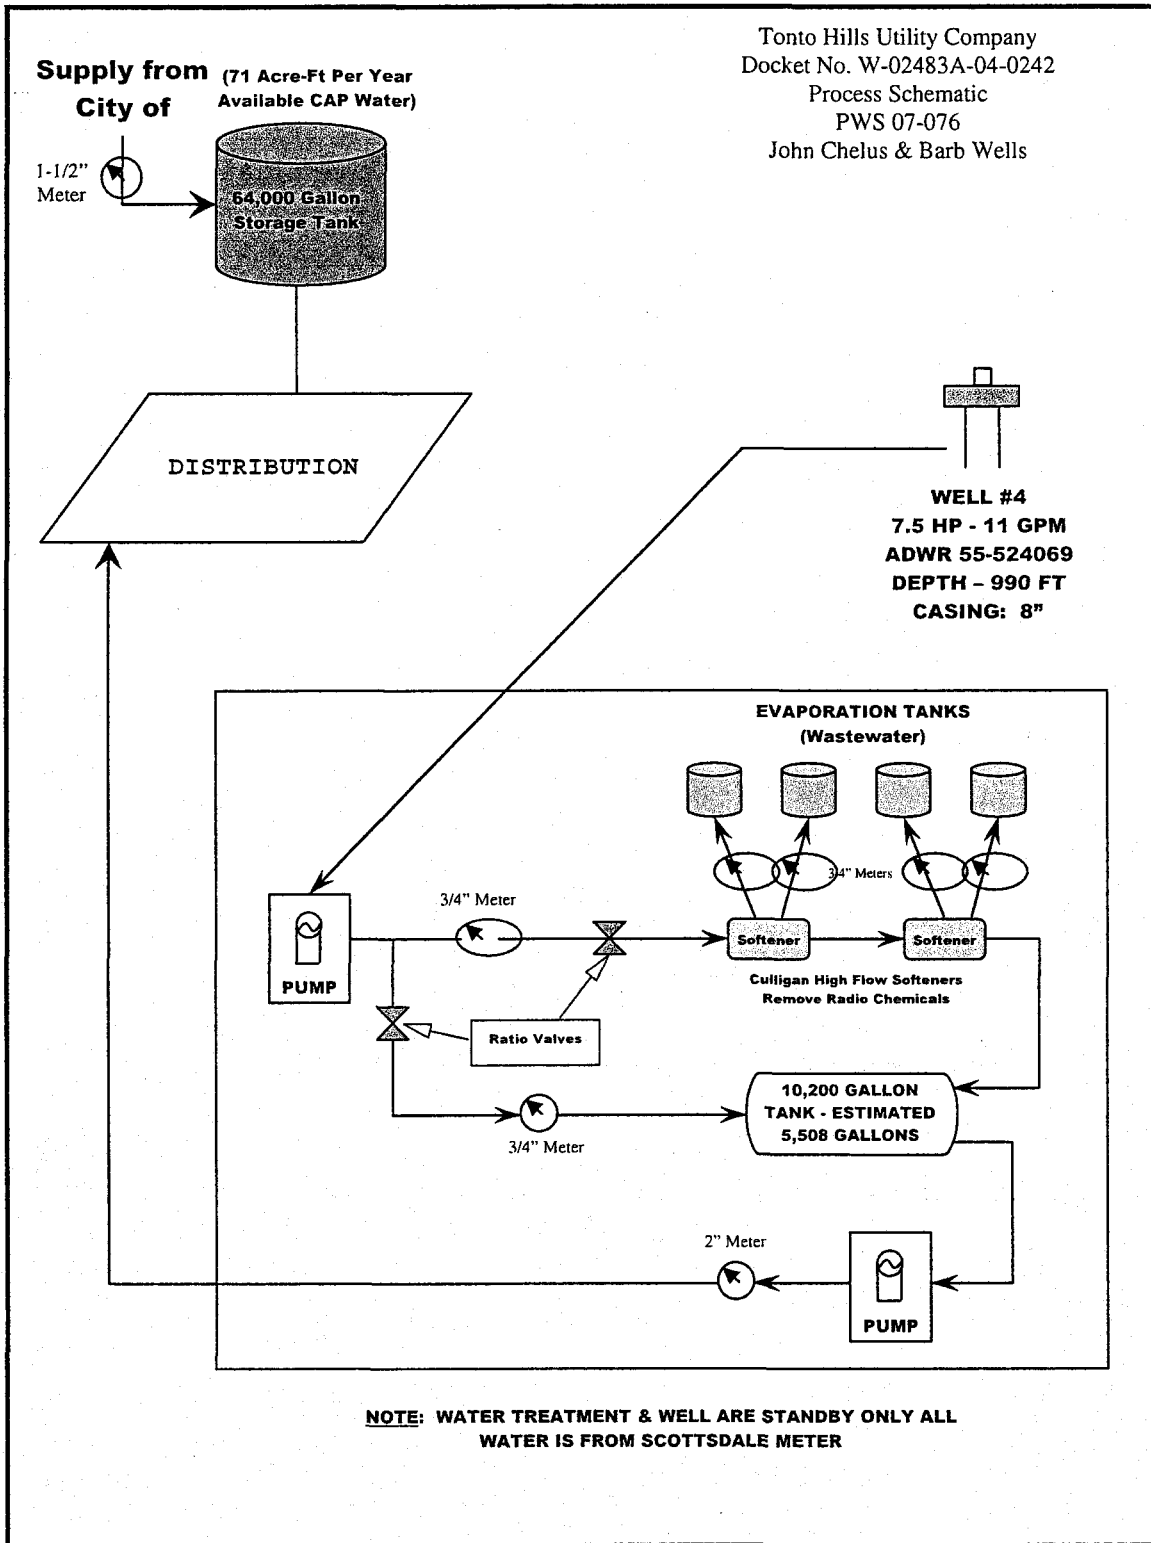 Tonto Hills Utility Company
Docket No. W-02483A-04-0242
Process Schematic
PWS 07-076
John Chelus & Barb Wells
Supply from
City of
(71 Acre-Ft Per Year
Available CAP Water)
1-1/2" Meter
64,000 Gallon
Storage Tank
DISTRIBUTION
WELL #4
7.5 HP - 11 GPM
ADWR 55-524069
DEPTH – 990 FT
CASING: 8"
EVAPORATION TANKS
(Wastewater)
3/4" Meters
3/4" Meter
PUMP
Softener
Softener
Culligan High Flow Softeners
Remove Radio Chemicals
Ratio Valves
10,200 GALLON
TANK - ESTIMATED
5,508 GALLONS
3/4" Meter
2" Meter
PUMP
NOTE: WATER TREATMENT & WELL ARE STANDBY ONLY ALL
WATER IS FROM SCOTTSDALE METER